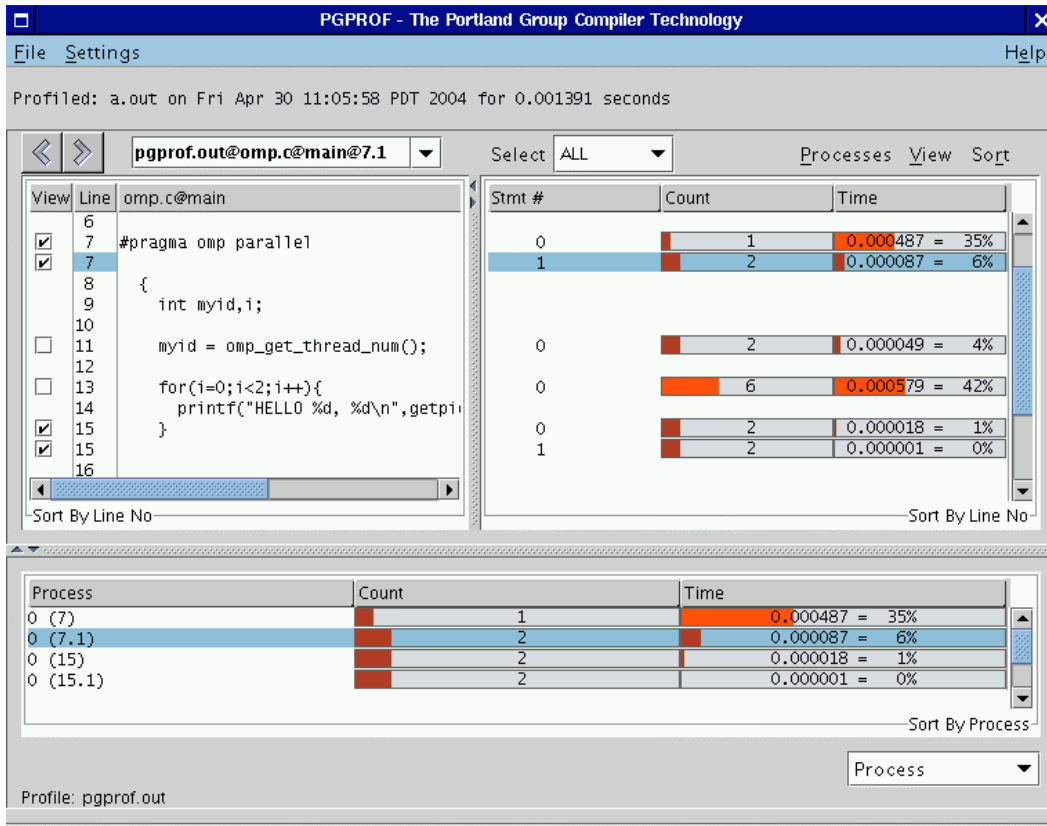 PGPROF - The Portland Group Compiler Technology
File Settings Help
Profiled: a.out on Fri Apr 30 11:05:58 PDT 2004 for 0.001391 seconds
pgprof.out@omp.c@main@7.1 Select ALL Processes View Sort
View Line omp.c@main Stmt # Count Time
6
7 #pragma omp parallel 0 1 0.000487 = 35%
7 1 2 0.000087 = 6%
8 {
9 int myid,i;
10
11 myid = omp_get_thread_num(); 0 2 0.000049 = 4%
12
13 for(i=0;i<2;i++){ 0 6 0.000579 = 42%
14 printf("HELLO %d, %d\n",getpi
15 } 0 2 0.000018 = 1%
15 1 2 0.000001 = 0%
16
Sort By Line No Sort By Line No
Process Count Time
0 (7) 1 0.000487 = 35%
0 (7.1) 2 0.000087 = 6%
0 (15) 2 0.000018 = 1%
0 (15.1) 2 0.000001 = 0%
Sort By Process
Process
Profile: pgprof.out